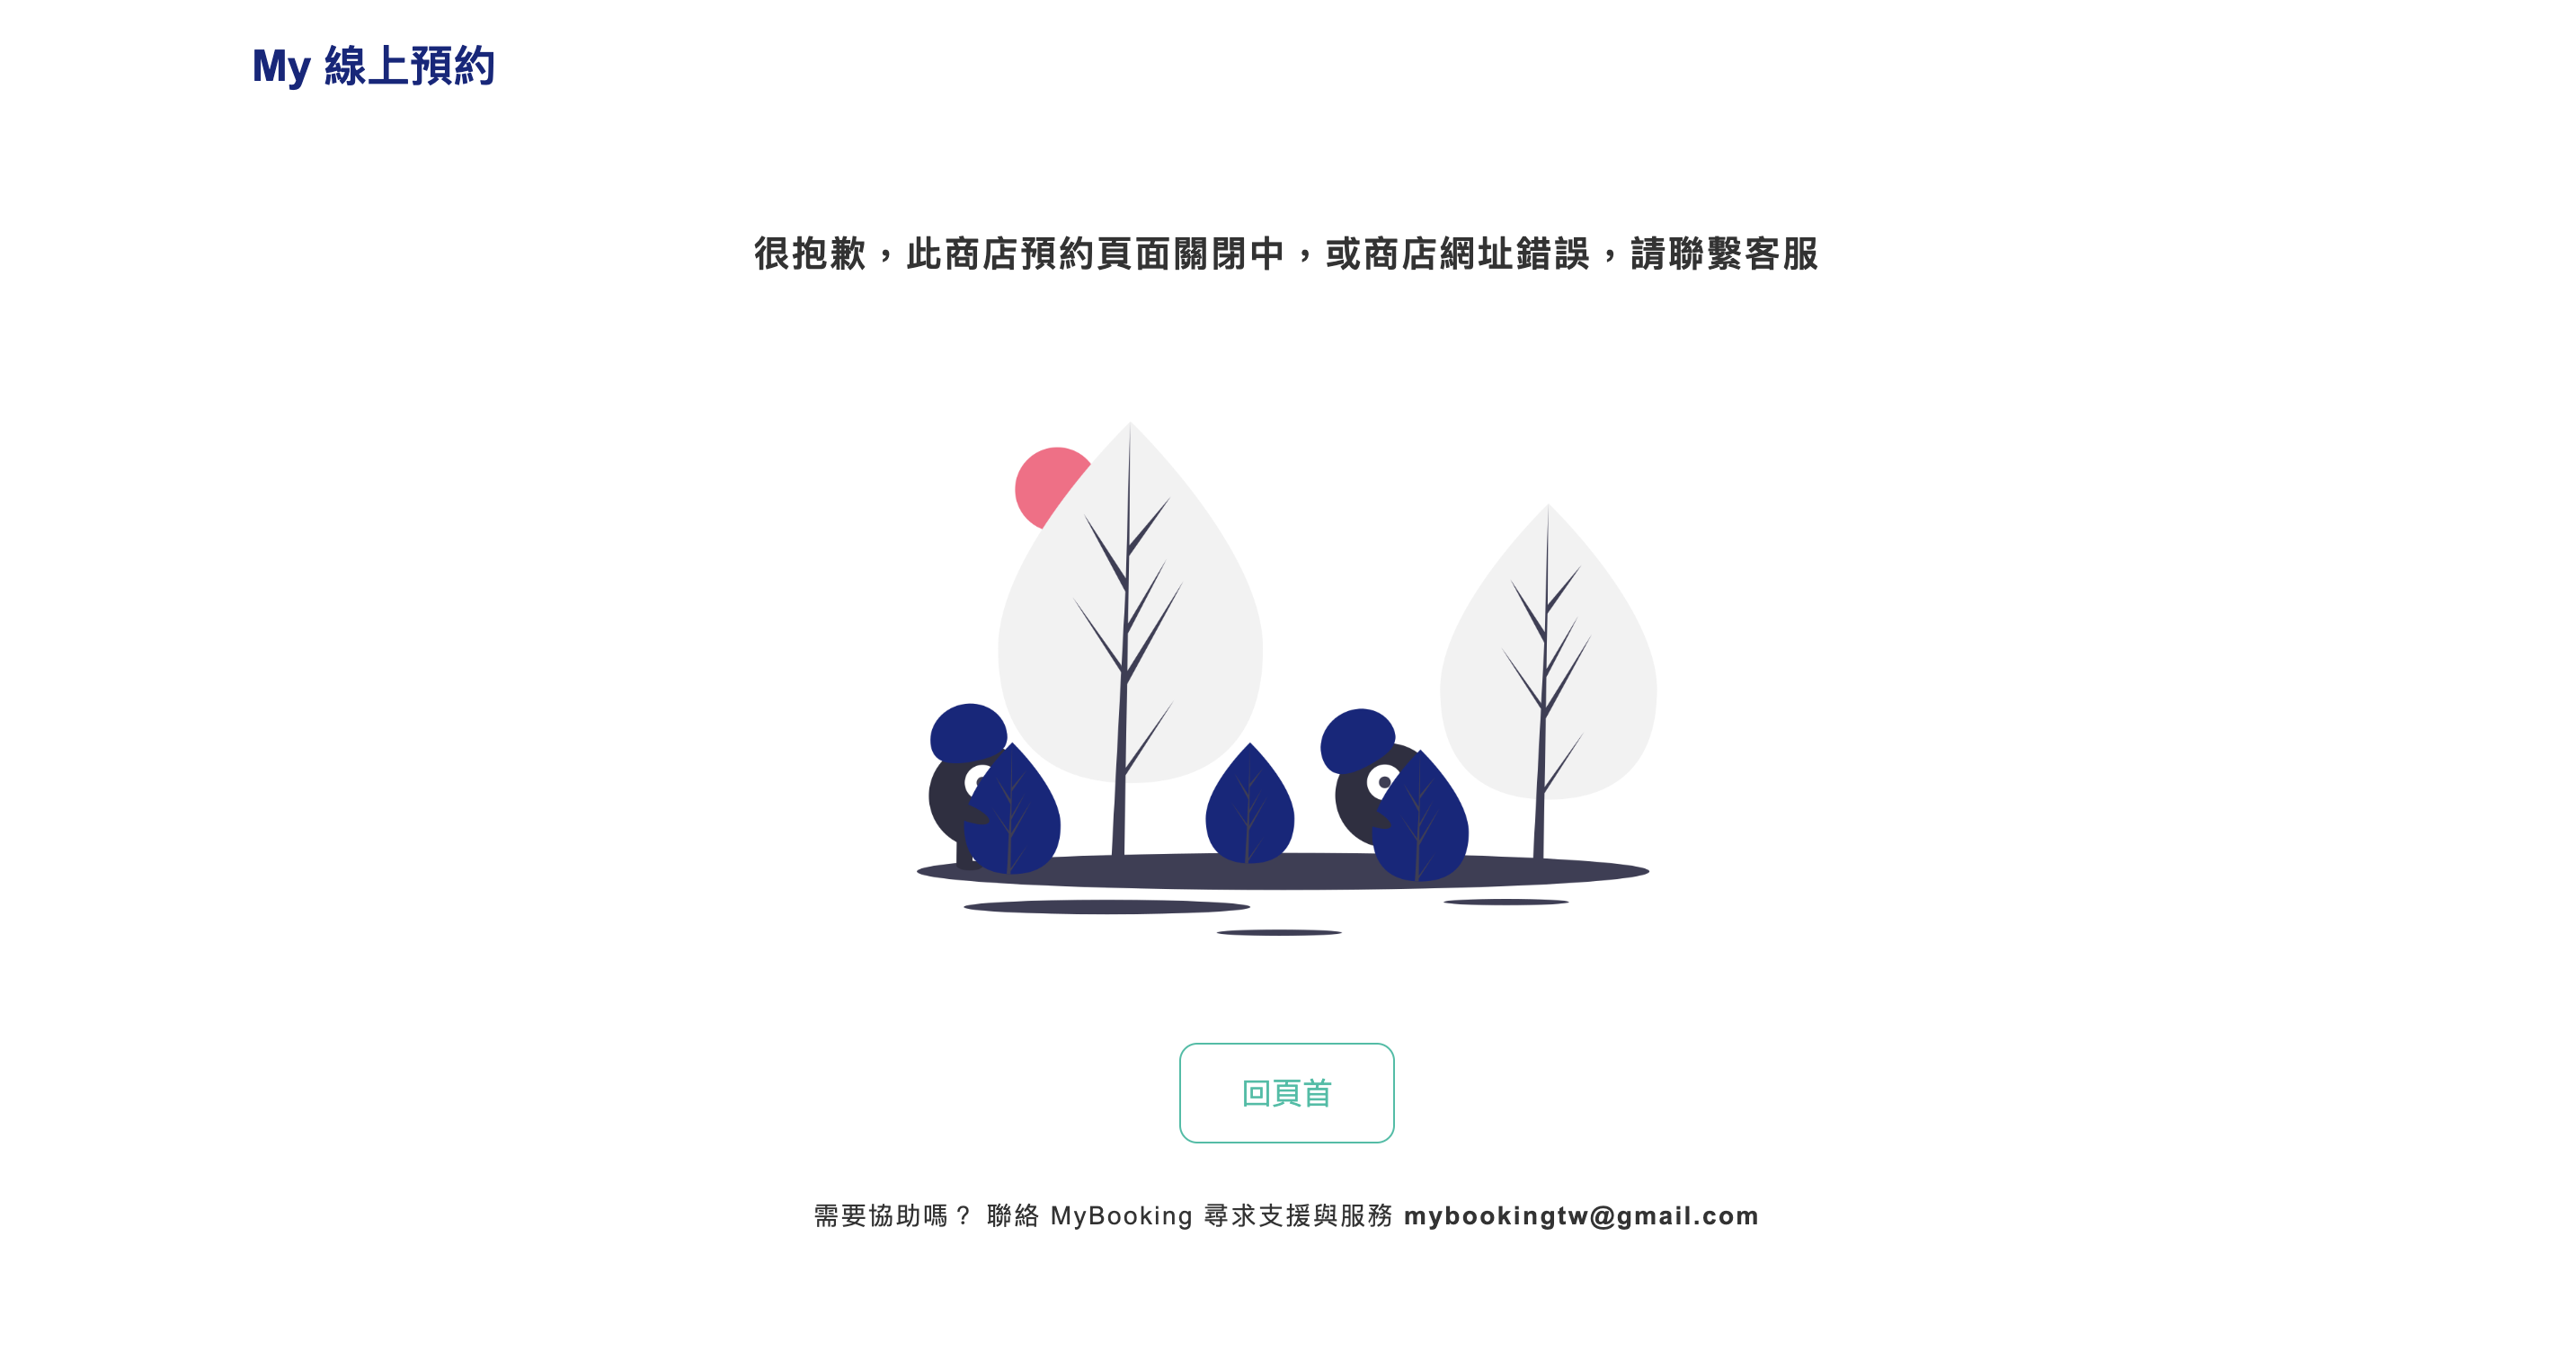 My 線上預約
很抱歉，此商店預約頁面關閉中，或商店網址錯誤，請聯繫客服
回頁首
需要協助嗎？ 聯絡 MyBooking 尋求支援與服務 mybookingtw@gmail.com